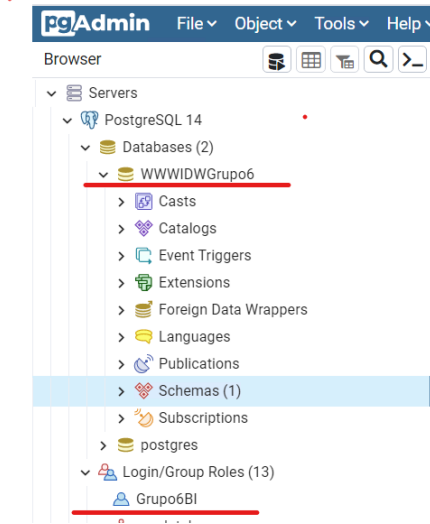 pgAdmin File Object Tools Help
Browser
Servers
PostgreSQL 14
Databases (2)
WWWIDWGrupo6
Casts
Catalogs
Event Triggers
Extensions
Foreign Data Wrappers
Languages
Publications
Schemas (1)
Subscriptions
postgres
Login/Group Roles (13)
Grupo6BI